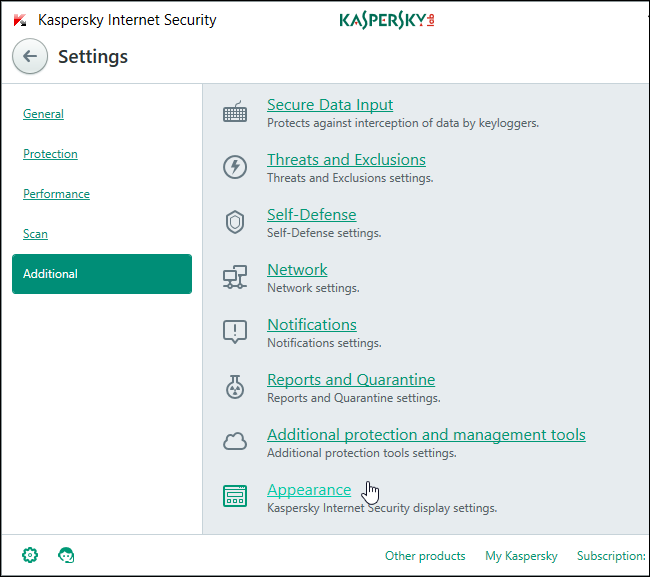 Kaspersky Internet Security
KASPERSKY lab
Settings
General
Protection
Performance
Scan
Additional
Secure Data Input
Protects against interception of data by keyloggers.
Threats and Exclusions
Threats and Exclusions settings.
Self-Defense
Self-Defense settings.
Network
Network settings.
Notifications
Notifications settings.
Reports and Quarantine
Reports and Quarantine settings.
Additional protection and management tools
Additional protection tools settings.
Appearance
Kaspersky Internet Security display settings.
Other products My Kaspersky Subscription: